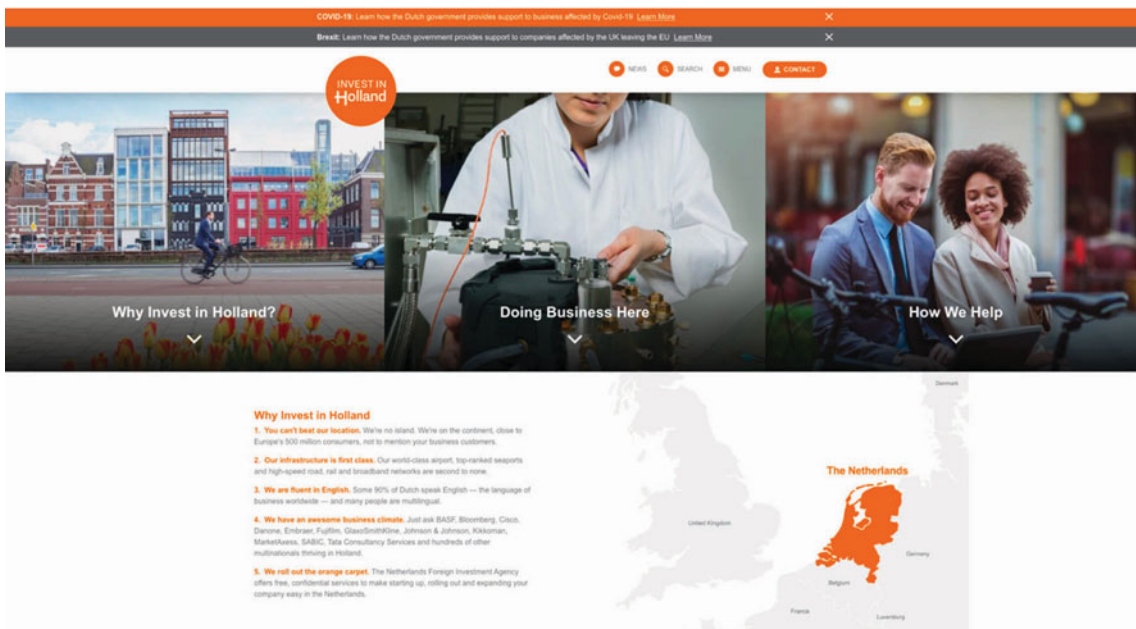 COVID-19: Learn how the Dutch government provides support to business affected by Covid-19 Learn More
Brexit: Learn how the Dutch government provides support to companies affected by the UK leaving the EU Learn More
INVEST IN
Holland
NEWS
SEARCH
MENU
CONTACT
Why Invest in Holland?
Doing Business Here
How We Help
Why Invest in Holland
1. You can't beat our location. We're no island. We're on the continent, close to
Europe's 500 million consumers, not to mention your business customers.
2. Our infrastructure is first class. Our world-class airport, top-ranked seaports
and high-speed road, rail and broadband networks are second to none.
3. We are fluent in English. Some 90% of Dutch speak English — the language of
business worldwide — and many people are multilingual.
4. We have an awesome business climate. Just ask BASF, Bloomberg, Cisco,
Danone, Embraer, Fujifilm, GlaxoSmithKline, Johnson & Johnson, Kikkoman,
MarketAxess, SABIC, Tata Consultancy Services and hundreds of other
multinationals thriving in Holland.
5. We roll out the orange carpet. The Netherlands Foreign Investment Agency
offers free, confidential services to make starting up, rolling out and expanding your
company easy in the Netherlands.
Denmark
The Netherlands
United Kingdom
Germany
Belgium
France
Luxemburg